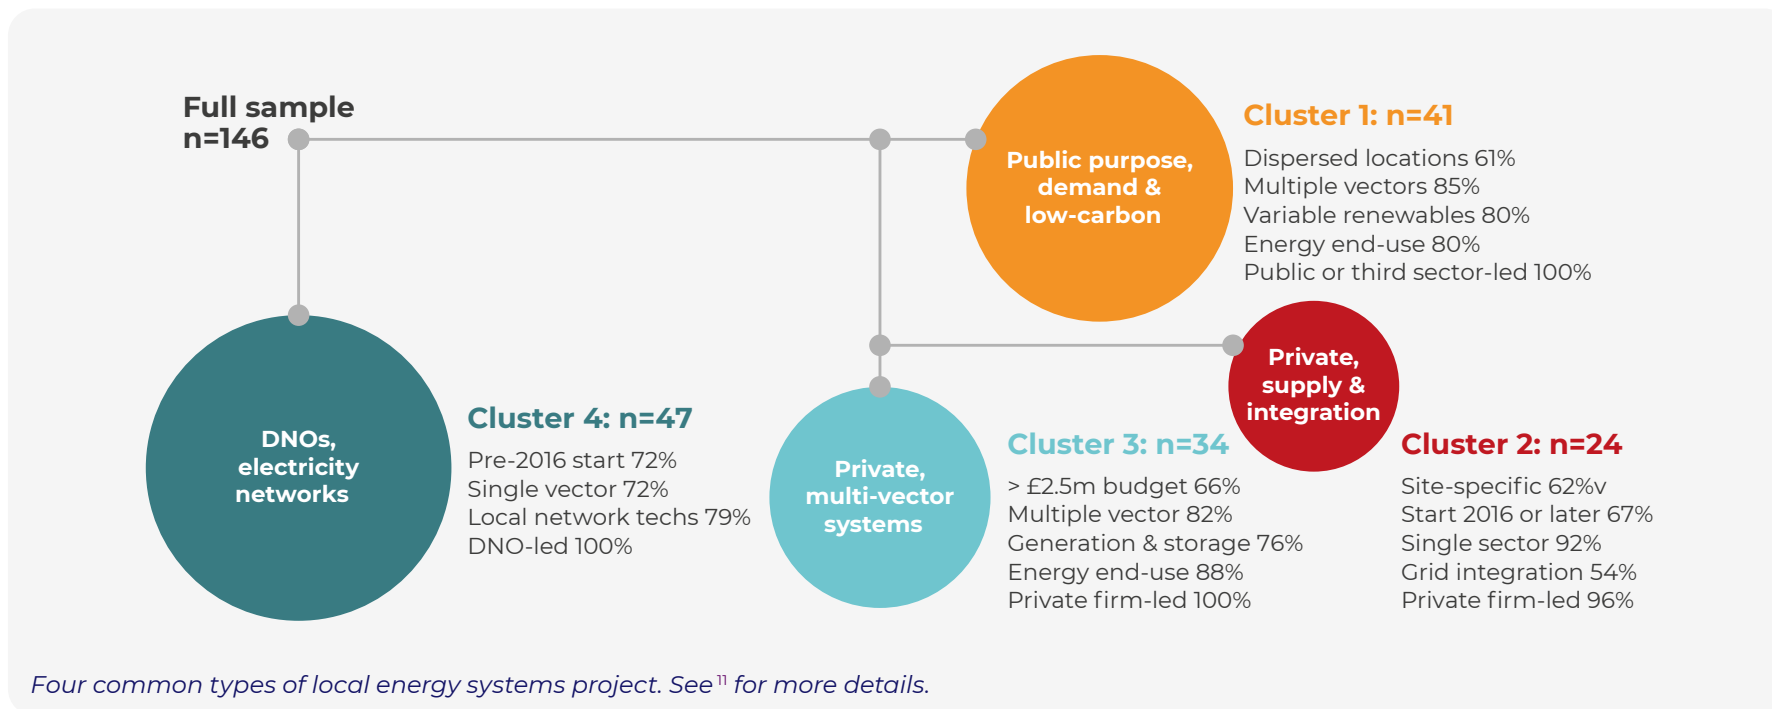 Full sample
n=146
Public purpose,
demand &
low-carbon
Cluster 1: n=41
Dispersed locations 61%
Multiple vectors 85%
Variable renewables 80%
Energy end-use 80%
Public or third sector-led 100%
DNOs,
electricity
networks
Cluster 4: n=47
Pre-2016 start 72%
Single vector 72%
Local network techs 79%
DNO-led 100%
Private,
multi-vector
systems
Cluster 3: n=34
> £2.5m budget 66%
Multiple vector 82%
Generation & storage 76%
Energy end-use 88%
Private firm-led 100%
Private,
supply &
integration
Cluster 2: n=24
Site-specific 62%v
Start 2016 or later 67%
Single sector 92%
Grid integration 54%
Private firm-led 96%
Four common types of local energy systems project. See 11 for more details.